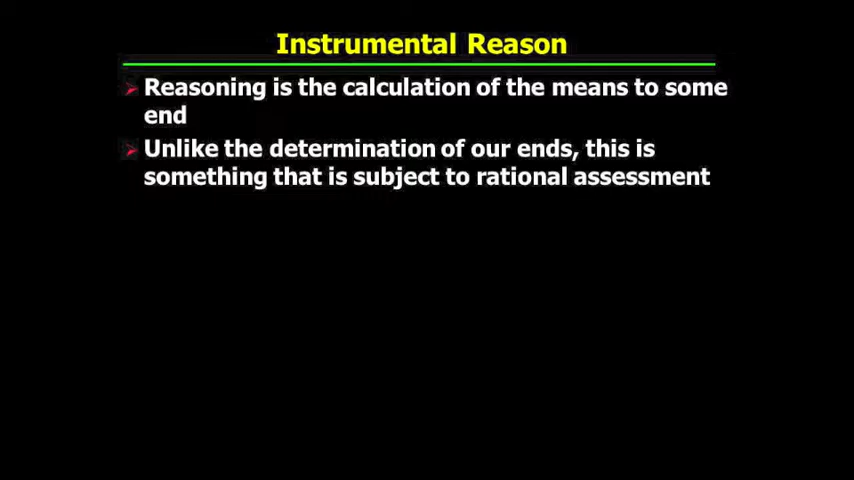 Instrumental Reason
Reasoning is the calculation of the means to some
end
Unlike the determination of our ends, this is
something that is subject to rational assessment